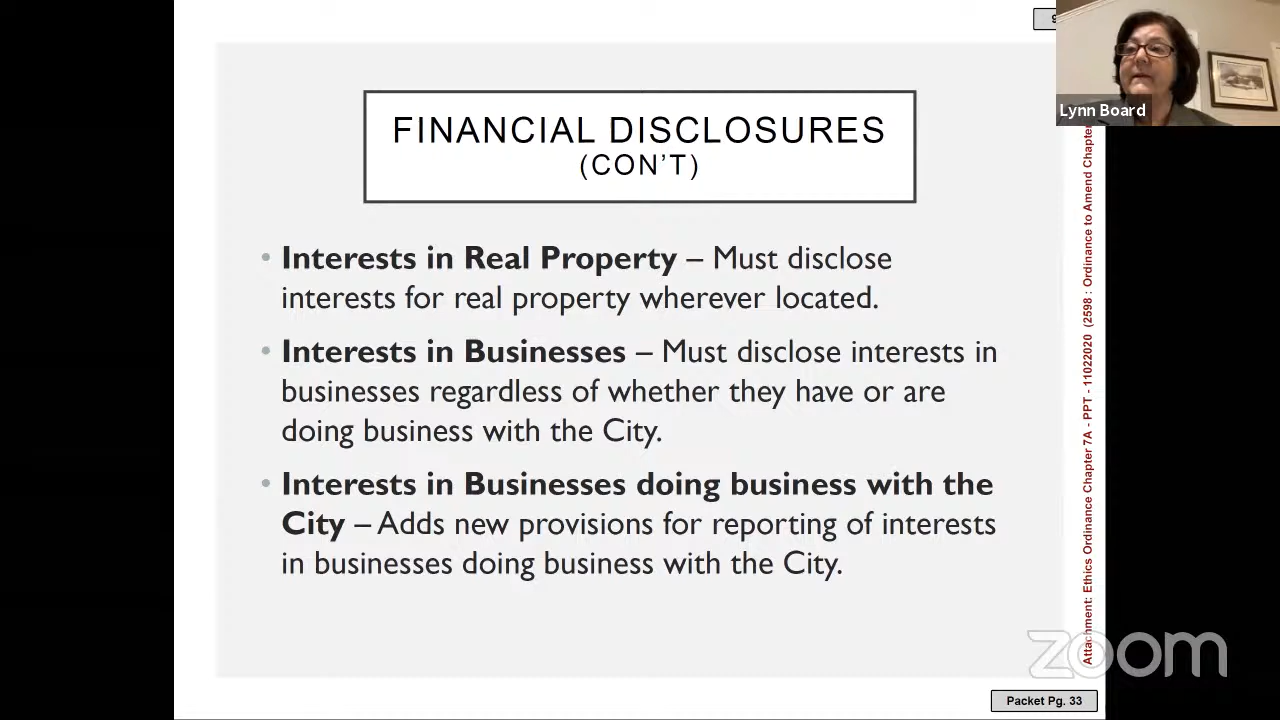 9
Lynn Board
FINANCIAL DISCLOSURES
(CON'T)
• Interests in Real Property – Must disclose
interests for real property wherever located.
• Interests in Businesses – Must disclose interests in
businesses regardless of whether they have or are
doing business with the City.
• Interests in Businesses doing business with the
City – Adds new provisions for reporting of interests
in businesses doing business with the City.
Attachment: Ethics Ordinance Chapter 7A - PPT - 11022020 (2598 : Ordinance to Amend Chapter
zoom
Packet Pg. 33